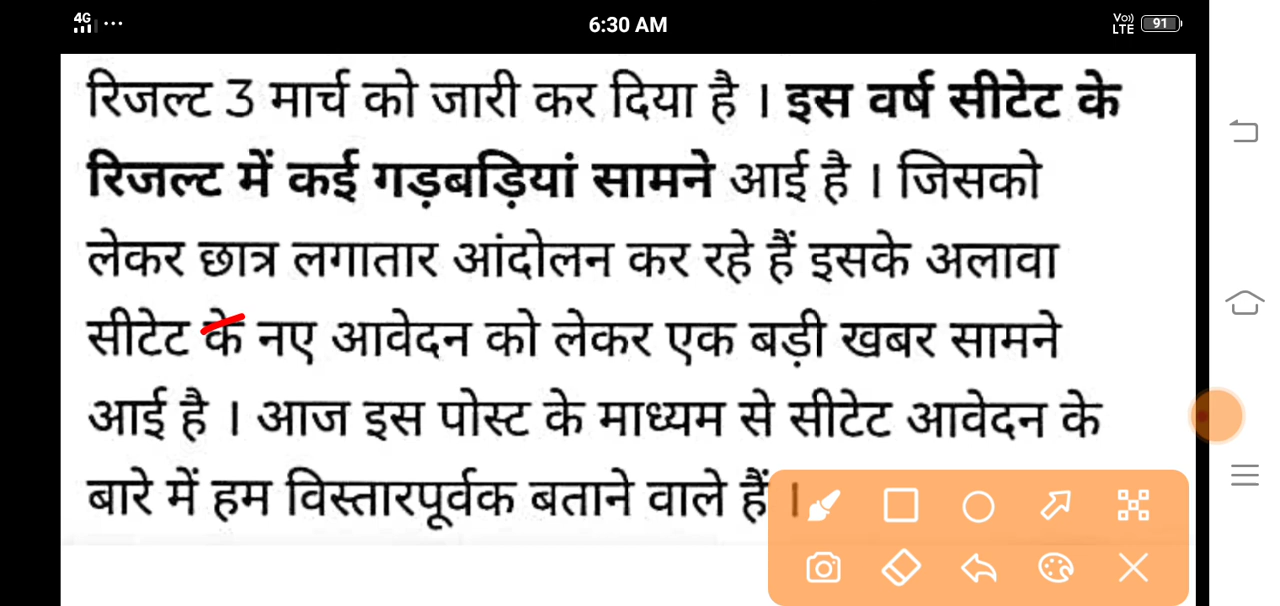 4G
6:30 AM
Vo)) LTE 91
रिजल्ट 3 मार्च को जारी कर दिया है । इस वर्ष सीटेट के
रिजल्ट में कई गड़बड़ियां सामने आई है । जिसको
लेकर छात्र लगातार आंदोलन कर रहे हैं इसके अलावा
सीटेट के नए आवेदन को लेकर एक बड़ी खबर सामने
आई है । आज इस पोस्ट के माध्यम से सीटेट आवेदन के
बारे में हम विस्तारपूर्वक बताने वाले हैं ।